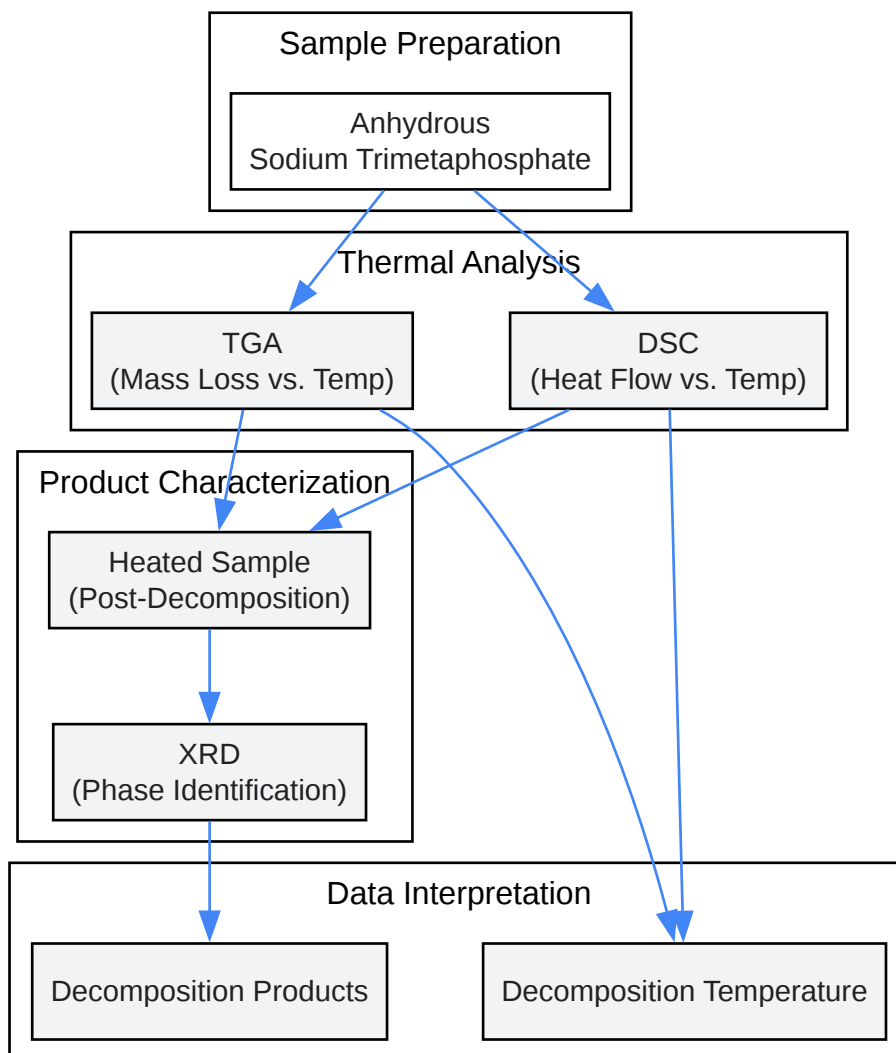 Sample Preparation
Anhydrous
Sodium Trimetaphosphate
Thermal Analysis
TGA
(Mass Loss vs. Temp)
DSC
(Heat Flow vs. Temp)
Product Characterization
Heated Sample
(Post-Decomposition)
XRD
(Phase Identification)
Data Interpretation
Decomposition Products
Decomposition Temperature